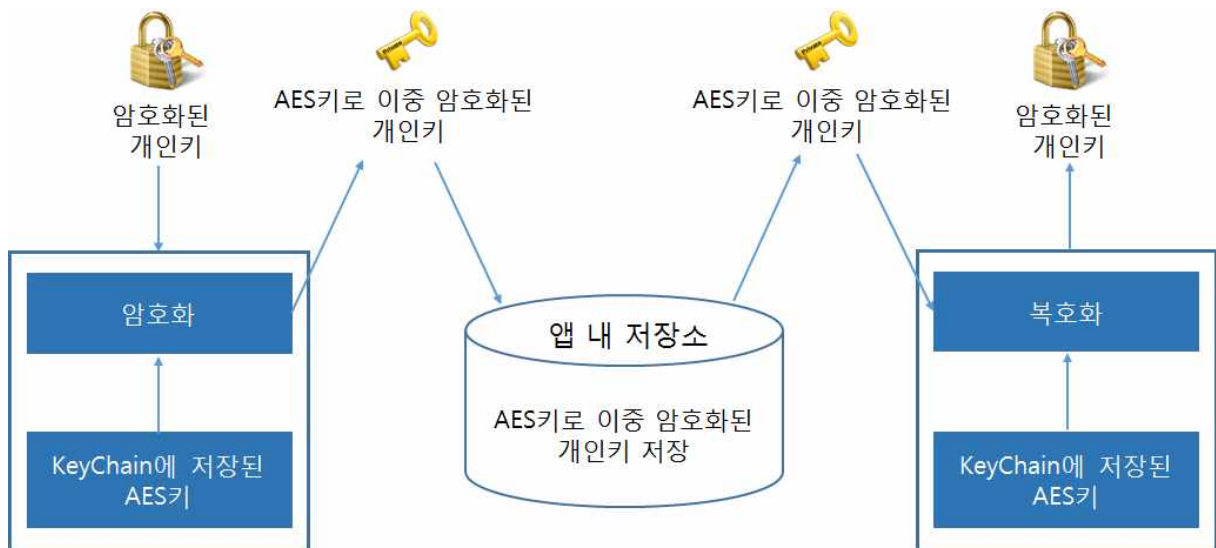 암호화된
개인키
Private
AES키로 이중 암호화된
개인키
Private
AES키로 이중 암호화된
개인키
암호화된
개인키
암호화
KeyChain에 저장된
AES키
앱 내 저장소
AES키로 이중 암호화된
개인키 저장
복호화
KeyChain에 저장된
AES키